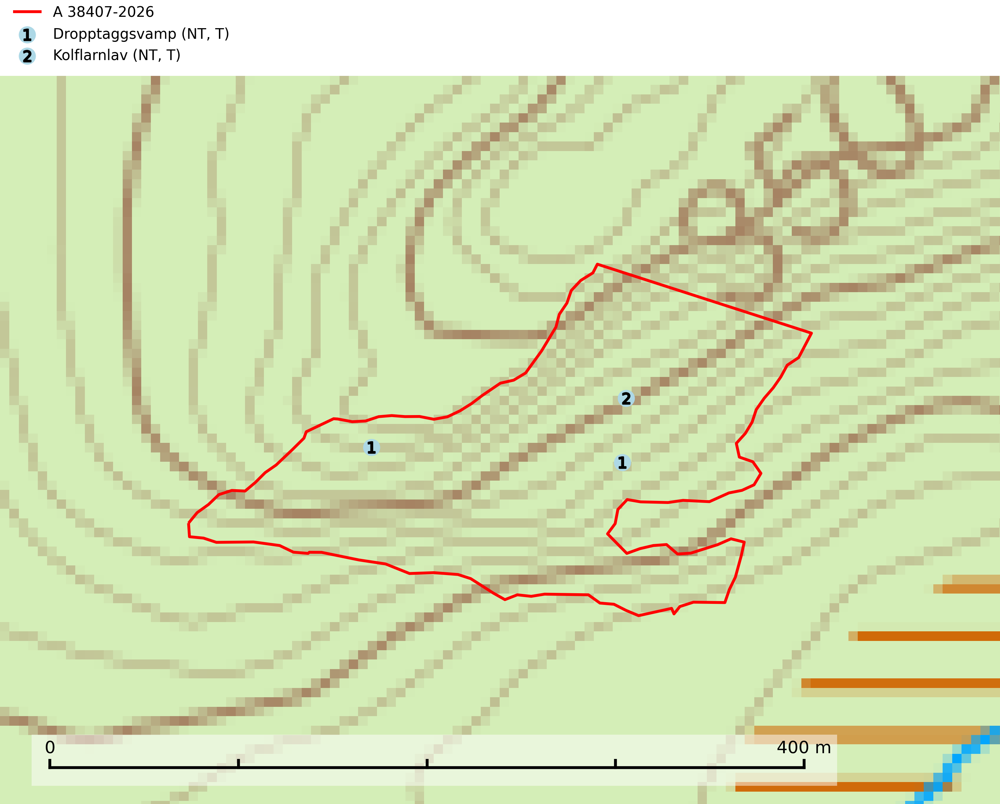 A 38407-2026
1 Dropptaggsvamp (NT, T)
2 Kolflarnlav (NT, T)
2
1
1
0 400 m